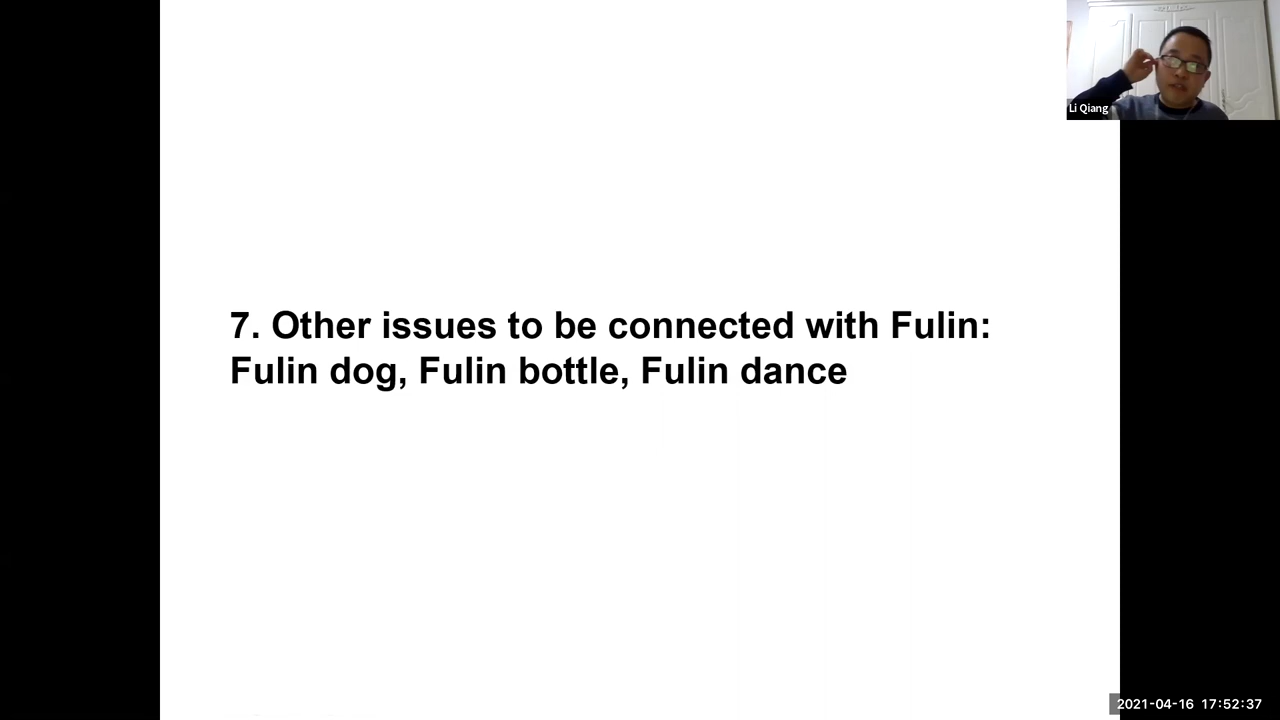 Li Qiang
7. Other issues to be connected with Fulin:
Fulin dog, Fulin bottle, Fulin dance
2021-04-16 17:52:37